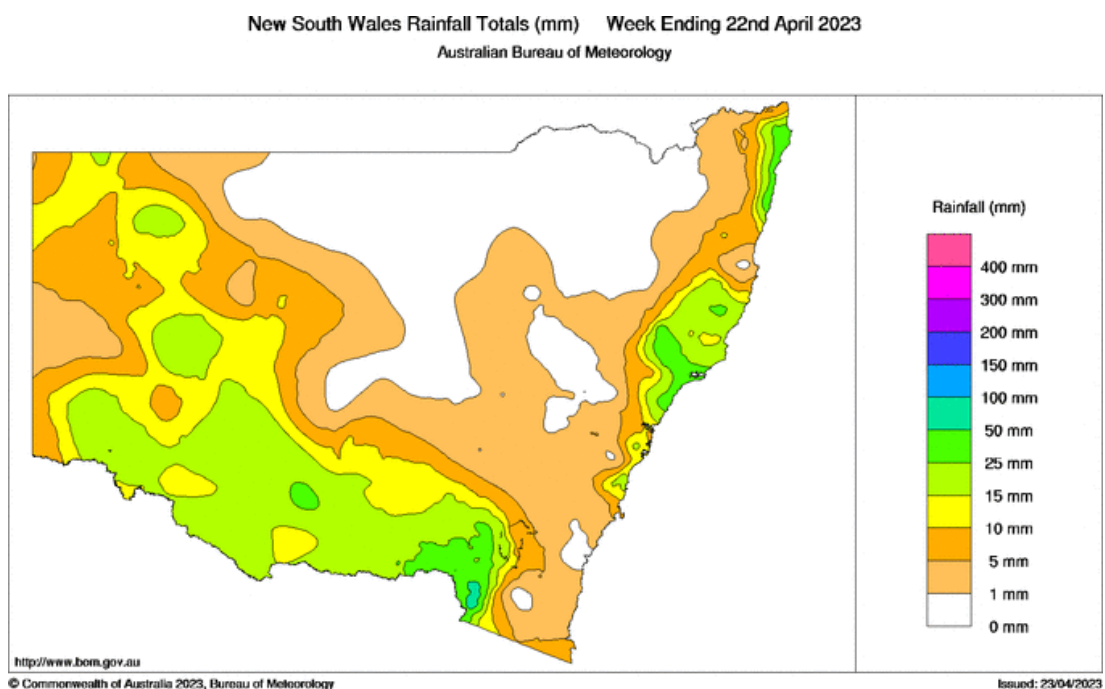 New South Wales Rainfall Totals (mm) Week Ending 22nd April 2023
Australian Bureau of Meteorology
Rainfall (mm)
400 mm
300 mm
200 mm
150 mm
100 mm
50 mm
25 mm
15 mm
10 mm
5 mm
1 mm
0 mm
http://www.bom.gov.au
© Commonwealth of Australia 2023, Bureau of Meteorology
Issued: 23/04/2023